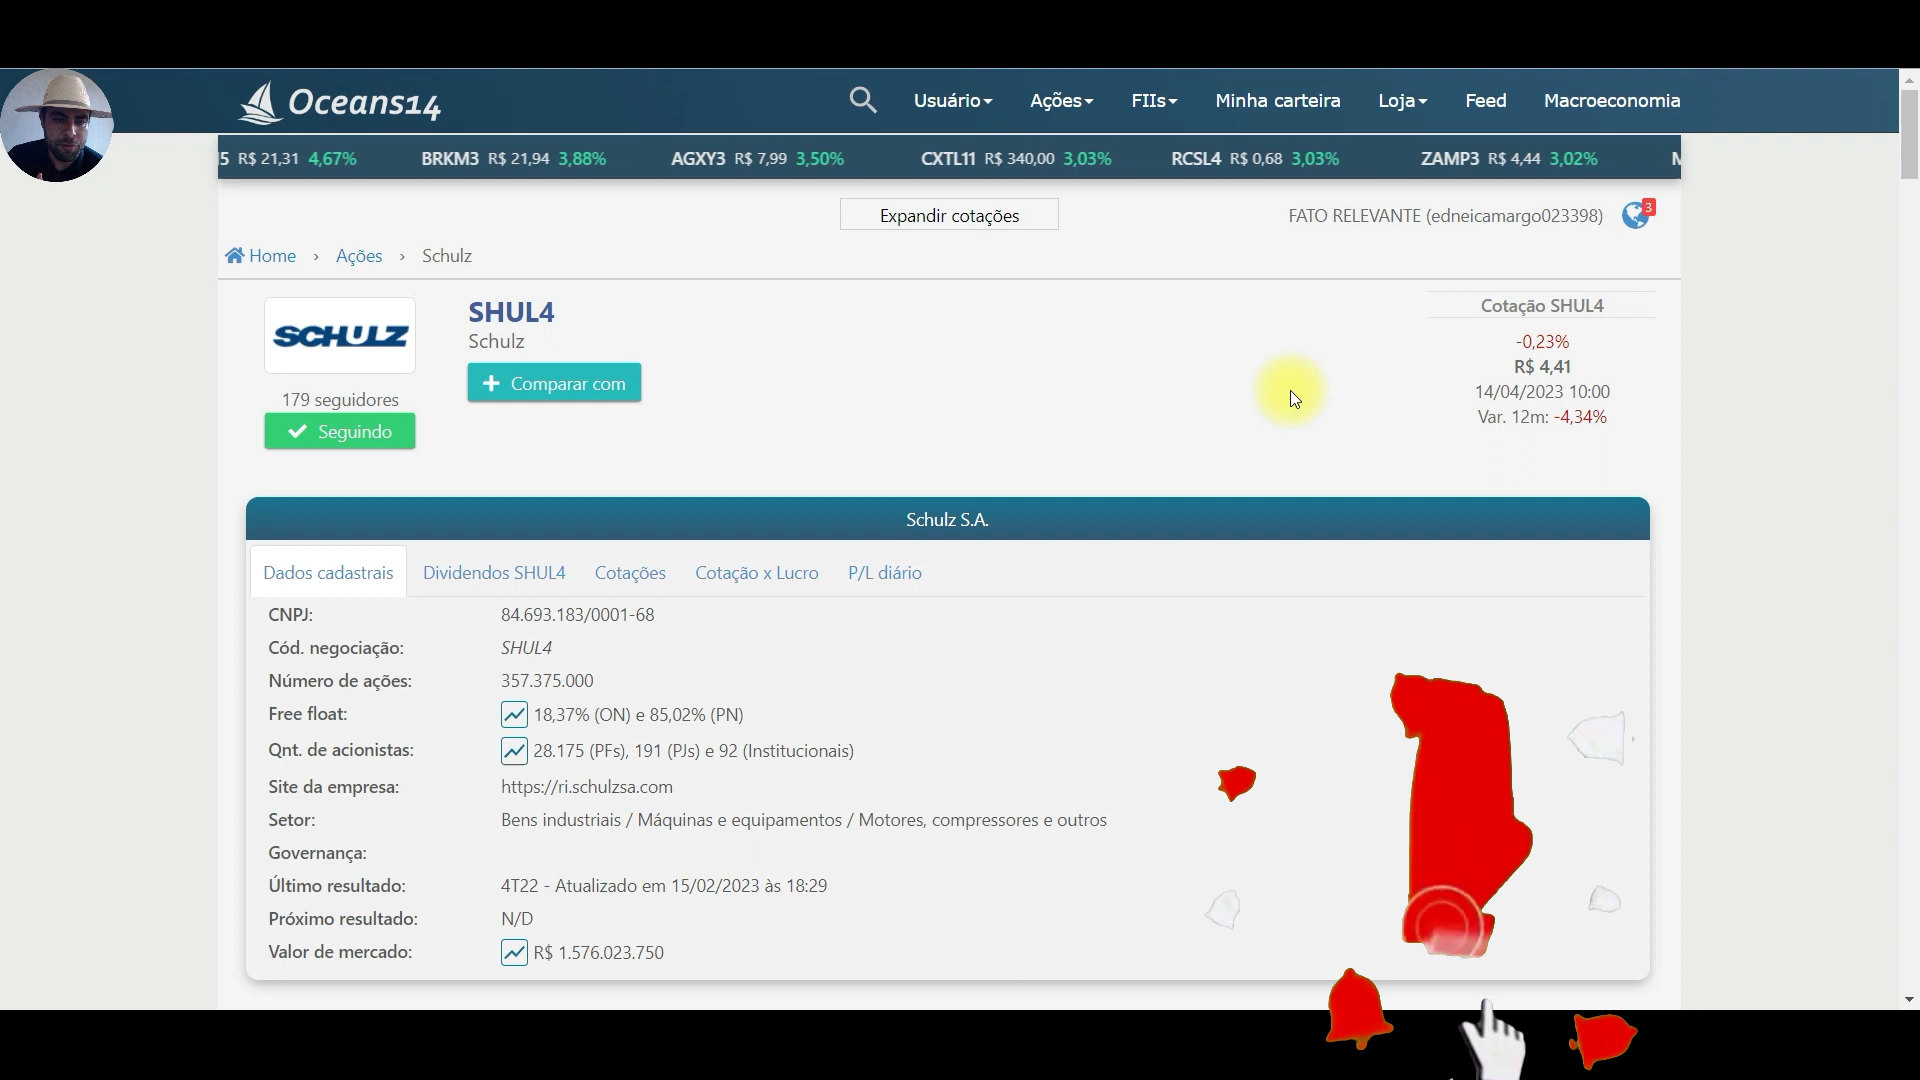 Oceans14
Usuário
Ações
FIIs
Minha carteira
Loja
Feed
Macroeconomia
R$ 21,31 4,67%
BRKM3 R$ 21,94 3,88%
AGXY3 R$ 7,99 3,50%
CXTL11 R$ 340,00 3,03%
RCSL4 R$ 0,68 3,03%
ZAMP3 R$ 4,44 3,02%
Expandir cotações
FATO RELEVANTE (edneicamargo023398)
3
Home › Ações › Schulz
SCHULZ
179 seguidores
Seguindo
SHUL4
Schulz
Comparar com
Cotação SHUL4
-0,23%
R$ 4,41
14/04/2023 10:00
Var. 12m: -4,34%
Schulz S.A.
Dados cadastrais
Dividendos SHUL4
Cotações
Cotação x Lucro
P/L diário
CNPJ: 84.693.183/0001-68
Cód. negociação: SHUL4
Número de ações: 357.375.000
Free float: 18,37% (ON) e 85,02% (PN)
Qnt. de acionistas: 28.175 (PFs), 191 (PJs) e 92 (Institucionais)
Site da empresa: https://ri.schulzsa.com
Setor: Bens industriais / Máquinas e equipamentos / Motores, compressores e outros
Governança:
Último resultado: 4T22 - Atualizado em 15/02/2023 às 18:29
Próximo resultado: N/D
Valor de mercado: R$ 1.576.023.750